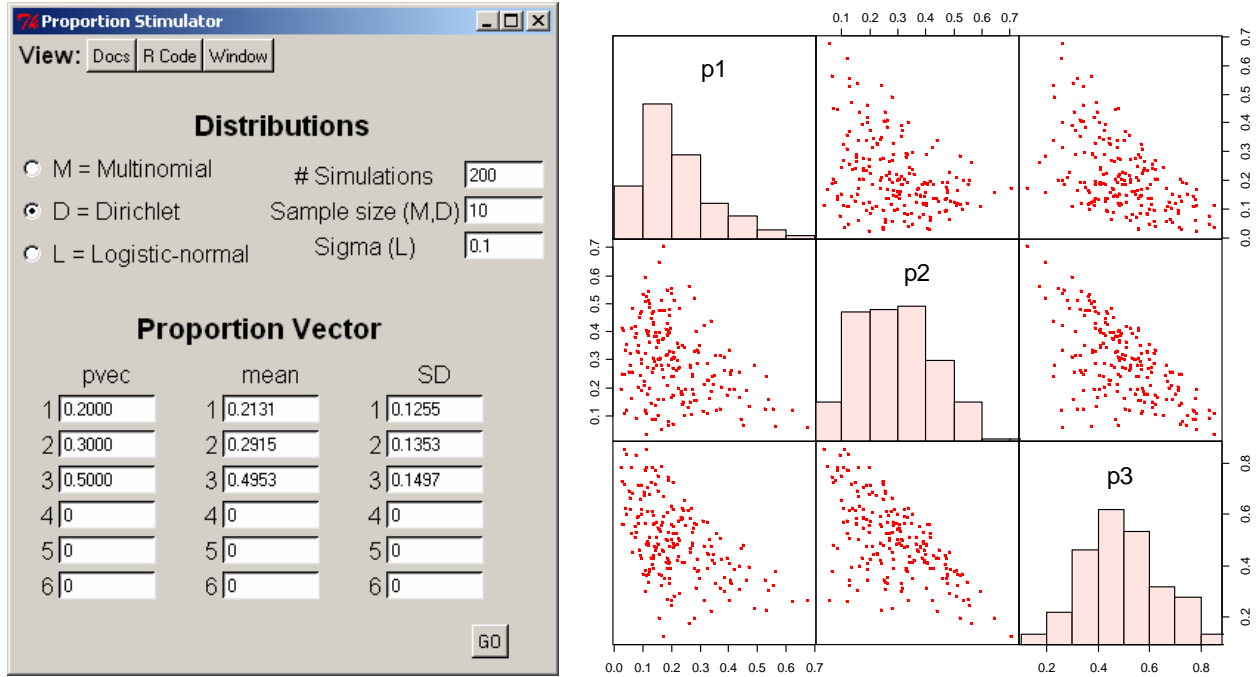 Proportion Stimulator
View: Docs R Code Window
Distributions
M = Multinomial
D = Dirichlet
L = Logistic-normal
# Simulations 200
Sample size (M,D) 10
Sigma (L) 0.1
Proportion Vector
pvec mean SD
1 0.2000 1 0.2131 1 0.1255
2 0.3000 2 0.2915 2 0.1353
3 0.5000 3 0.4953 3 0.1497
4 0 4 0 4 0
5 0 5 0 5 0
6 0 6 0 6 0
GO
0.1 0.2 0.3 0.4 0.5 0.6 0.7
p1
0.0 0.1 0.2 0.3 0.4 0.5 0.6 0.7
p2
0.1 0.2 0.3 0.4 0.5 0.6 0.7
p3
0.2 0.4 0.6 0.8
0.0 0.1 0.2 0.3 0.4 0.5 0.6 0.7
0.2 0.4 0.6 0.8